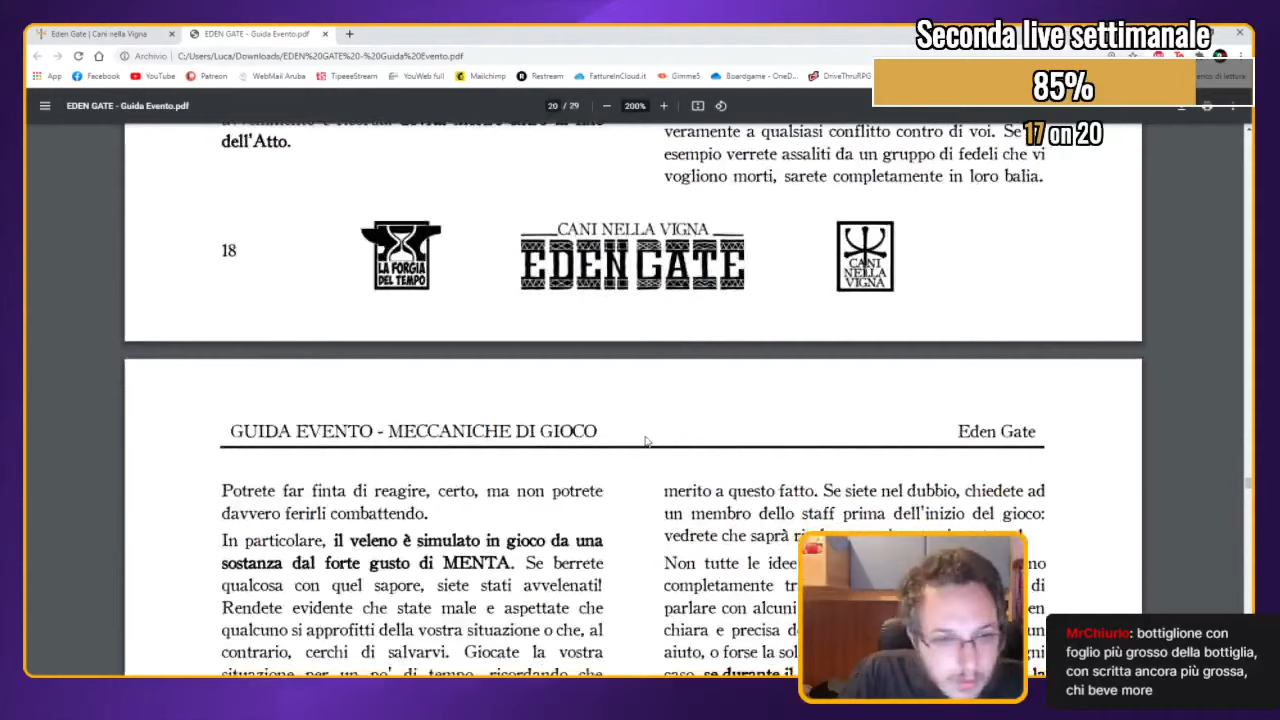 Eden Gate | Cani nella Vigna
EDEN GATE - Guida Evento.pdf
Seconda live settimanale
85%
17 on 20
Archivio
C:/Users/Luca/Downloads/EDEN%20GATE%20-%20Guida%20Evento.pdf
App
Facebook
YouTube
Patreon
WebMail Aruba
TipeeeStream
YouWeb full
Mailchimp
Restream
FattureInCloud.it
Gimme5
Boardgame - OneD...
DriveThruRPG
EDEN GATE - Guida Evento.pdf
20 / 29
200%
dell'Atto.
veramente a qualsiasi conflitto contro di voi. Se
esempio verrete assaliti da un gruppo di fedeli che vi
vogliono morti, sarete completamente in loro balia.
18
LA FORGIA
DEL TEMPO
CANI NELLA VIGNA
EDEN GATE
CANI
NELLA
VIGNA
GUIDA EVENTO - MECCANICHE DI GIOCO
Eden Gate
Potrete far finta di reagire, certo, ma non potrete
davvero ferirli combattendo.
In particolare, il veleno è simulato in gioco da una
sostanza dal forte gusto di MENTA. Se berrete
qualcosa con quel sapore, siete stati avvelenati!
Rendete evidente che state male e aspettate che
qualcuno si approfitti della vostra situazione o che, al
contrario, cerchi di salvarvi. Giocate la vostra
situazione per un po' di tempo, ricordando che
merito a questo fatto. Se siete nel dubbio, chiedete ad
un membro dello staff prima dell'inizio del gioco:
vedrete che saprà
Non tutte le idee
completamente
parlare con alcuni
chiara e precisa
aiuto, o forse la
MrChiurlo: bottiglione con
foglio più grosso della bottiglia,
con scritta ancora più grossa,
chi beve more